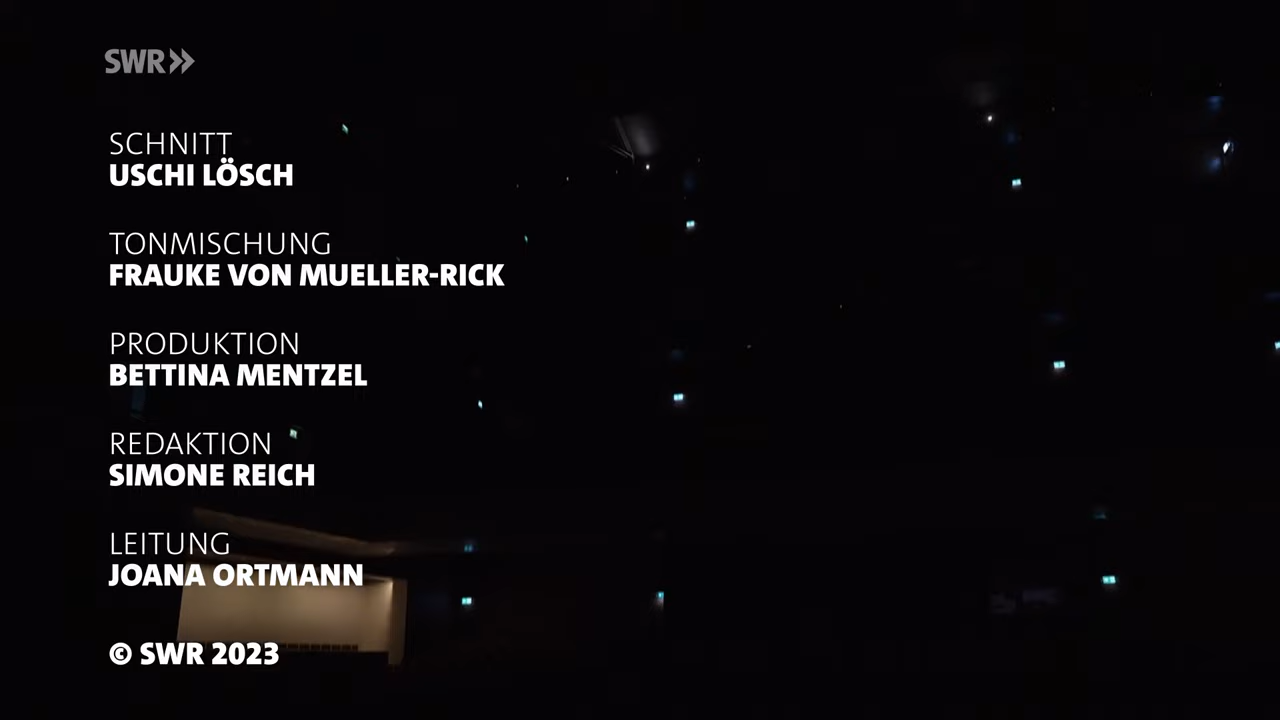 SWR
SCHNITT
USCHI LÖSCH
TONMISCHUNG
FRAUKE VON MUELLER-RICK
PRODUKTION
BETTINA MENTZEL
REDAKTION
SIMONE REICH
LEITUNG
JOANA ORTMANN
© SWR 2023